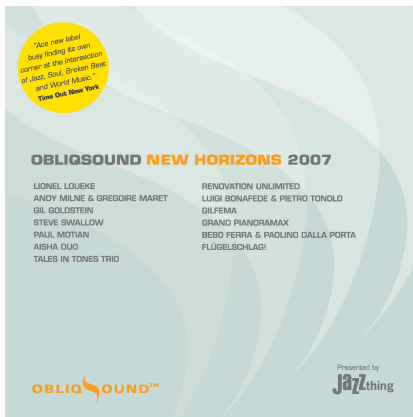 "Ace new label
busy finding its own
corner at the intersection
of Jazz, Soul, Broken Beat
and World Music."
Time Out New York
OBLIQSOUND NEW HORIZONS 2007
LIONEL LOUEKE
ANDY MILNE & GREGOIRE MARET
GIL GOLDSTEIN
STEVE SWALLOW
PAUL MOTIAN
AISHA DUO
TALES IN TONES TRIO
RENOVATION UNLIMITED
LUIGI BONAFEDE & PIETRO TONOLO
GILFEMA
GRAND PIANORAMAX
BEBO FERRA & PAOLINO DALLA PORTA
FLÜGELSCHLAG!
OBLIQSOUND™
Presented by
Jazzthing